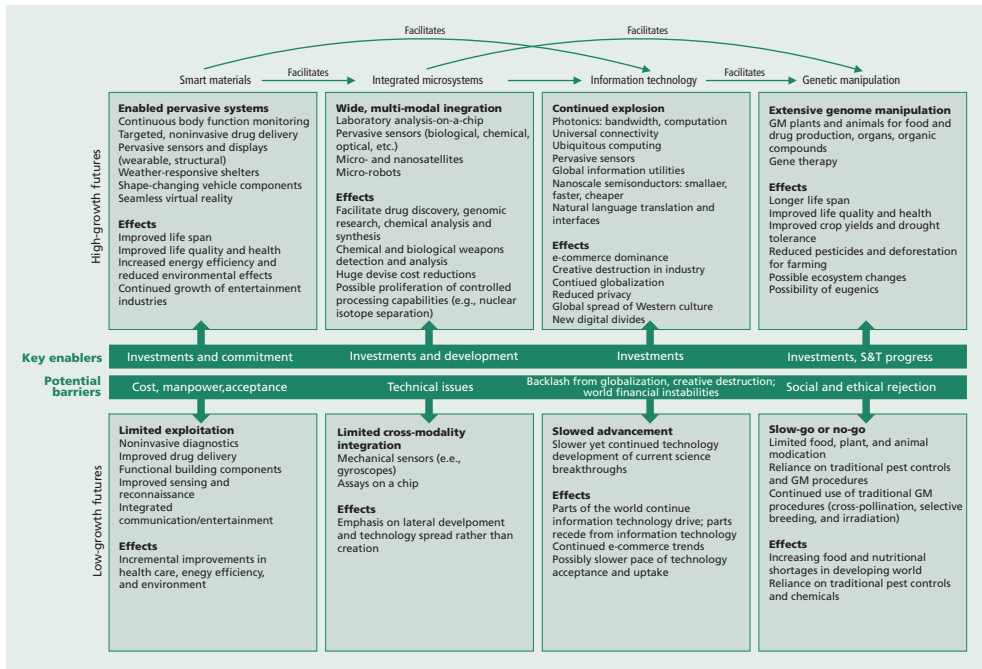 Facilitates
Facilitates
Smart materials
Facilitates
Integrated microsystems
Information technology
Facilitates
Genetic manipulation
High-growth futures
Enabled pervasive systems
Continuous body function monitoring
Targeted, noninvasive drug delivery
Pervasive sensors and displays
(wearable, structural)
Weather-responsive shelters
Shape-changing vehicle components
Seamless virtual reality
Effects
Improved life span
Improved life quality and health
Increased energy efficiency and
reduced environmental effects
Continued growth of entertainment
industries
Wide, multi-modal inegration
Laboratory analysis-on-a-chip
Pervasive sensors (biological, chemical,
optical, etc.)
Micro- and nanosatellites
Micro-robots
Effects
Facilitate drug discovery, genomic
research, chemical analysis and
synthesis
Chemical and biological weapons
detection and analysis
Huge devise cost reductions
Possible proliferation of controlled
processing capabilities (e.g., nuclear
isotope separation)
Continued explosion
Photonics: bandwidth, computation
Universal connectivity
Ubiquitous computing
Pervasive sensors
Global information utilities
Nanoscale semisonductors: smallaer,
faster, cheaper
Natural language translation and
interfaces
Effects
e-commerce dominance
Creative destruction in industry
Contiued globalization
Reduced privacy
Global spread of Western culture
New digital divides
Extensive genome manipulation
GM plants and animals for food and
drug production, organs, organic
compounds
Gene therapy
Effects
Longer life span
Improved life quality and health
Improved crop yields and drought
tolerance
Reduced pesticides and deforestation
for farming
Possible ecosystem changes
Possibility of eugenics
Key enablers
Investments and commitment
Investments and development
Investments
Investments, S&T progress
Potential
barriers
Cost, manpower,acceptance
Technical issues
Backlash from globalization, creative destruction;
world financial instabilities
Social and ethical rejection
Low-growth futures
Limited exploitation
Noninvasive diagnostics
Improved drug delivery
Functional building components
Improved sensing and
reconnaissance
Integrated
communication/entertainment
Effects
Incremental improvements in
health care, enegy efficiency,
and environment
Limited cross-modality
integration
Mechanical sensors (e.e.,
gyroscopes)
Assays on a chip
Effects
Emphasis on lateral develpoment
and technology spread rather than
creation
Slowed advancement
Slower yet continued technology
development of current science
breakthroughs
Effects
Parts of the world continue
information technology drive; parts
recede from information technology
Continued e-commerce trends
Possibly slower pace of technology
acceptance and uptake
Slow-go or no-go
Limited food, plant, and animal
modication
Reliance on traditional pest controls
and GM procedures
Continued use of traditional GM
procedures (cross-pollination, selective
breeding, and irradiation)
Effects
Increasing food and nutritional
shortages in developing world
Reliance on traditional pest controls
and chemicals